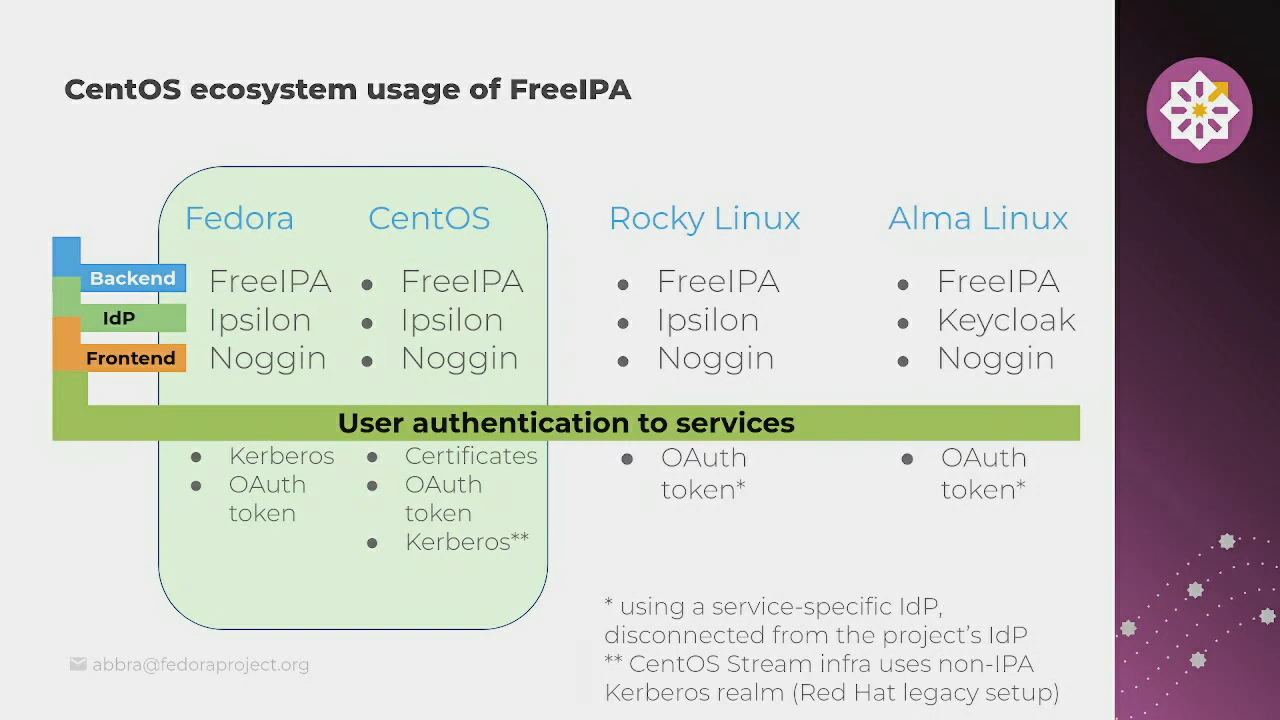 CentOS ecosystem usage of FreeIPA
Fedora CentOS Rocky Linux Alma Linux
Backend FreeIPA • FreeIPA • FreeIPA • FreeIPA
IdP Ipsilon • Ipsilon • Ipsilon • Keycloak
Frontend Noggin • Noggin • Noggin • Noggin
User authentication to services
• Kerberos
• OAuth
token
• Certificates
• OAuth
token
• Kerberos**
• OAuth
token*
• OAuth
token*
* using a service-specific IdP,
disconnected from the project's IdP
** CentOS Stream infra uses non-IPA
Kerberos realm (Red Hat legacy setup)
abbra@fedoraproject.org